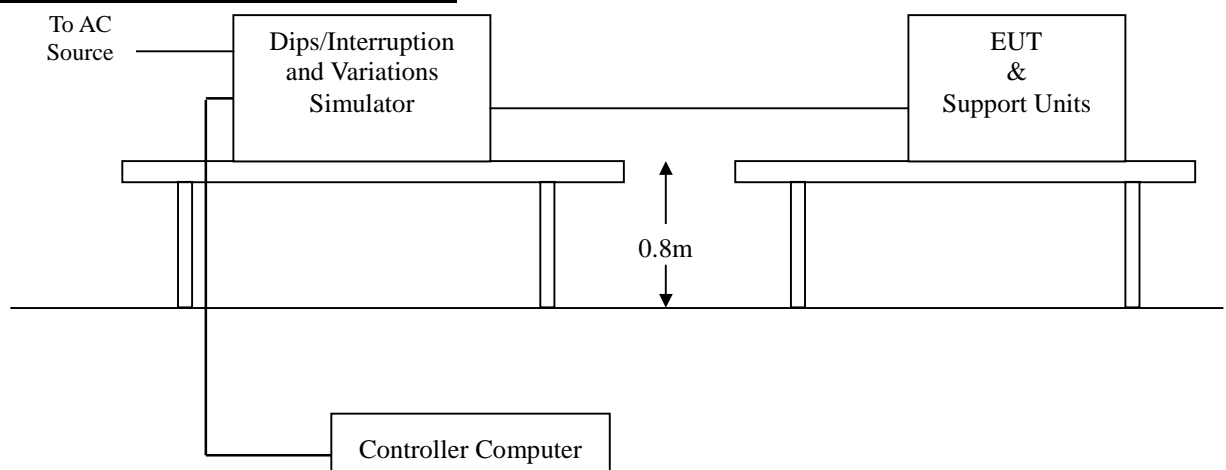 To AC
Source
Dips/Interruption
and Variations
Simulator
EUT
&
Support Units
0.8m
Controller Computer